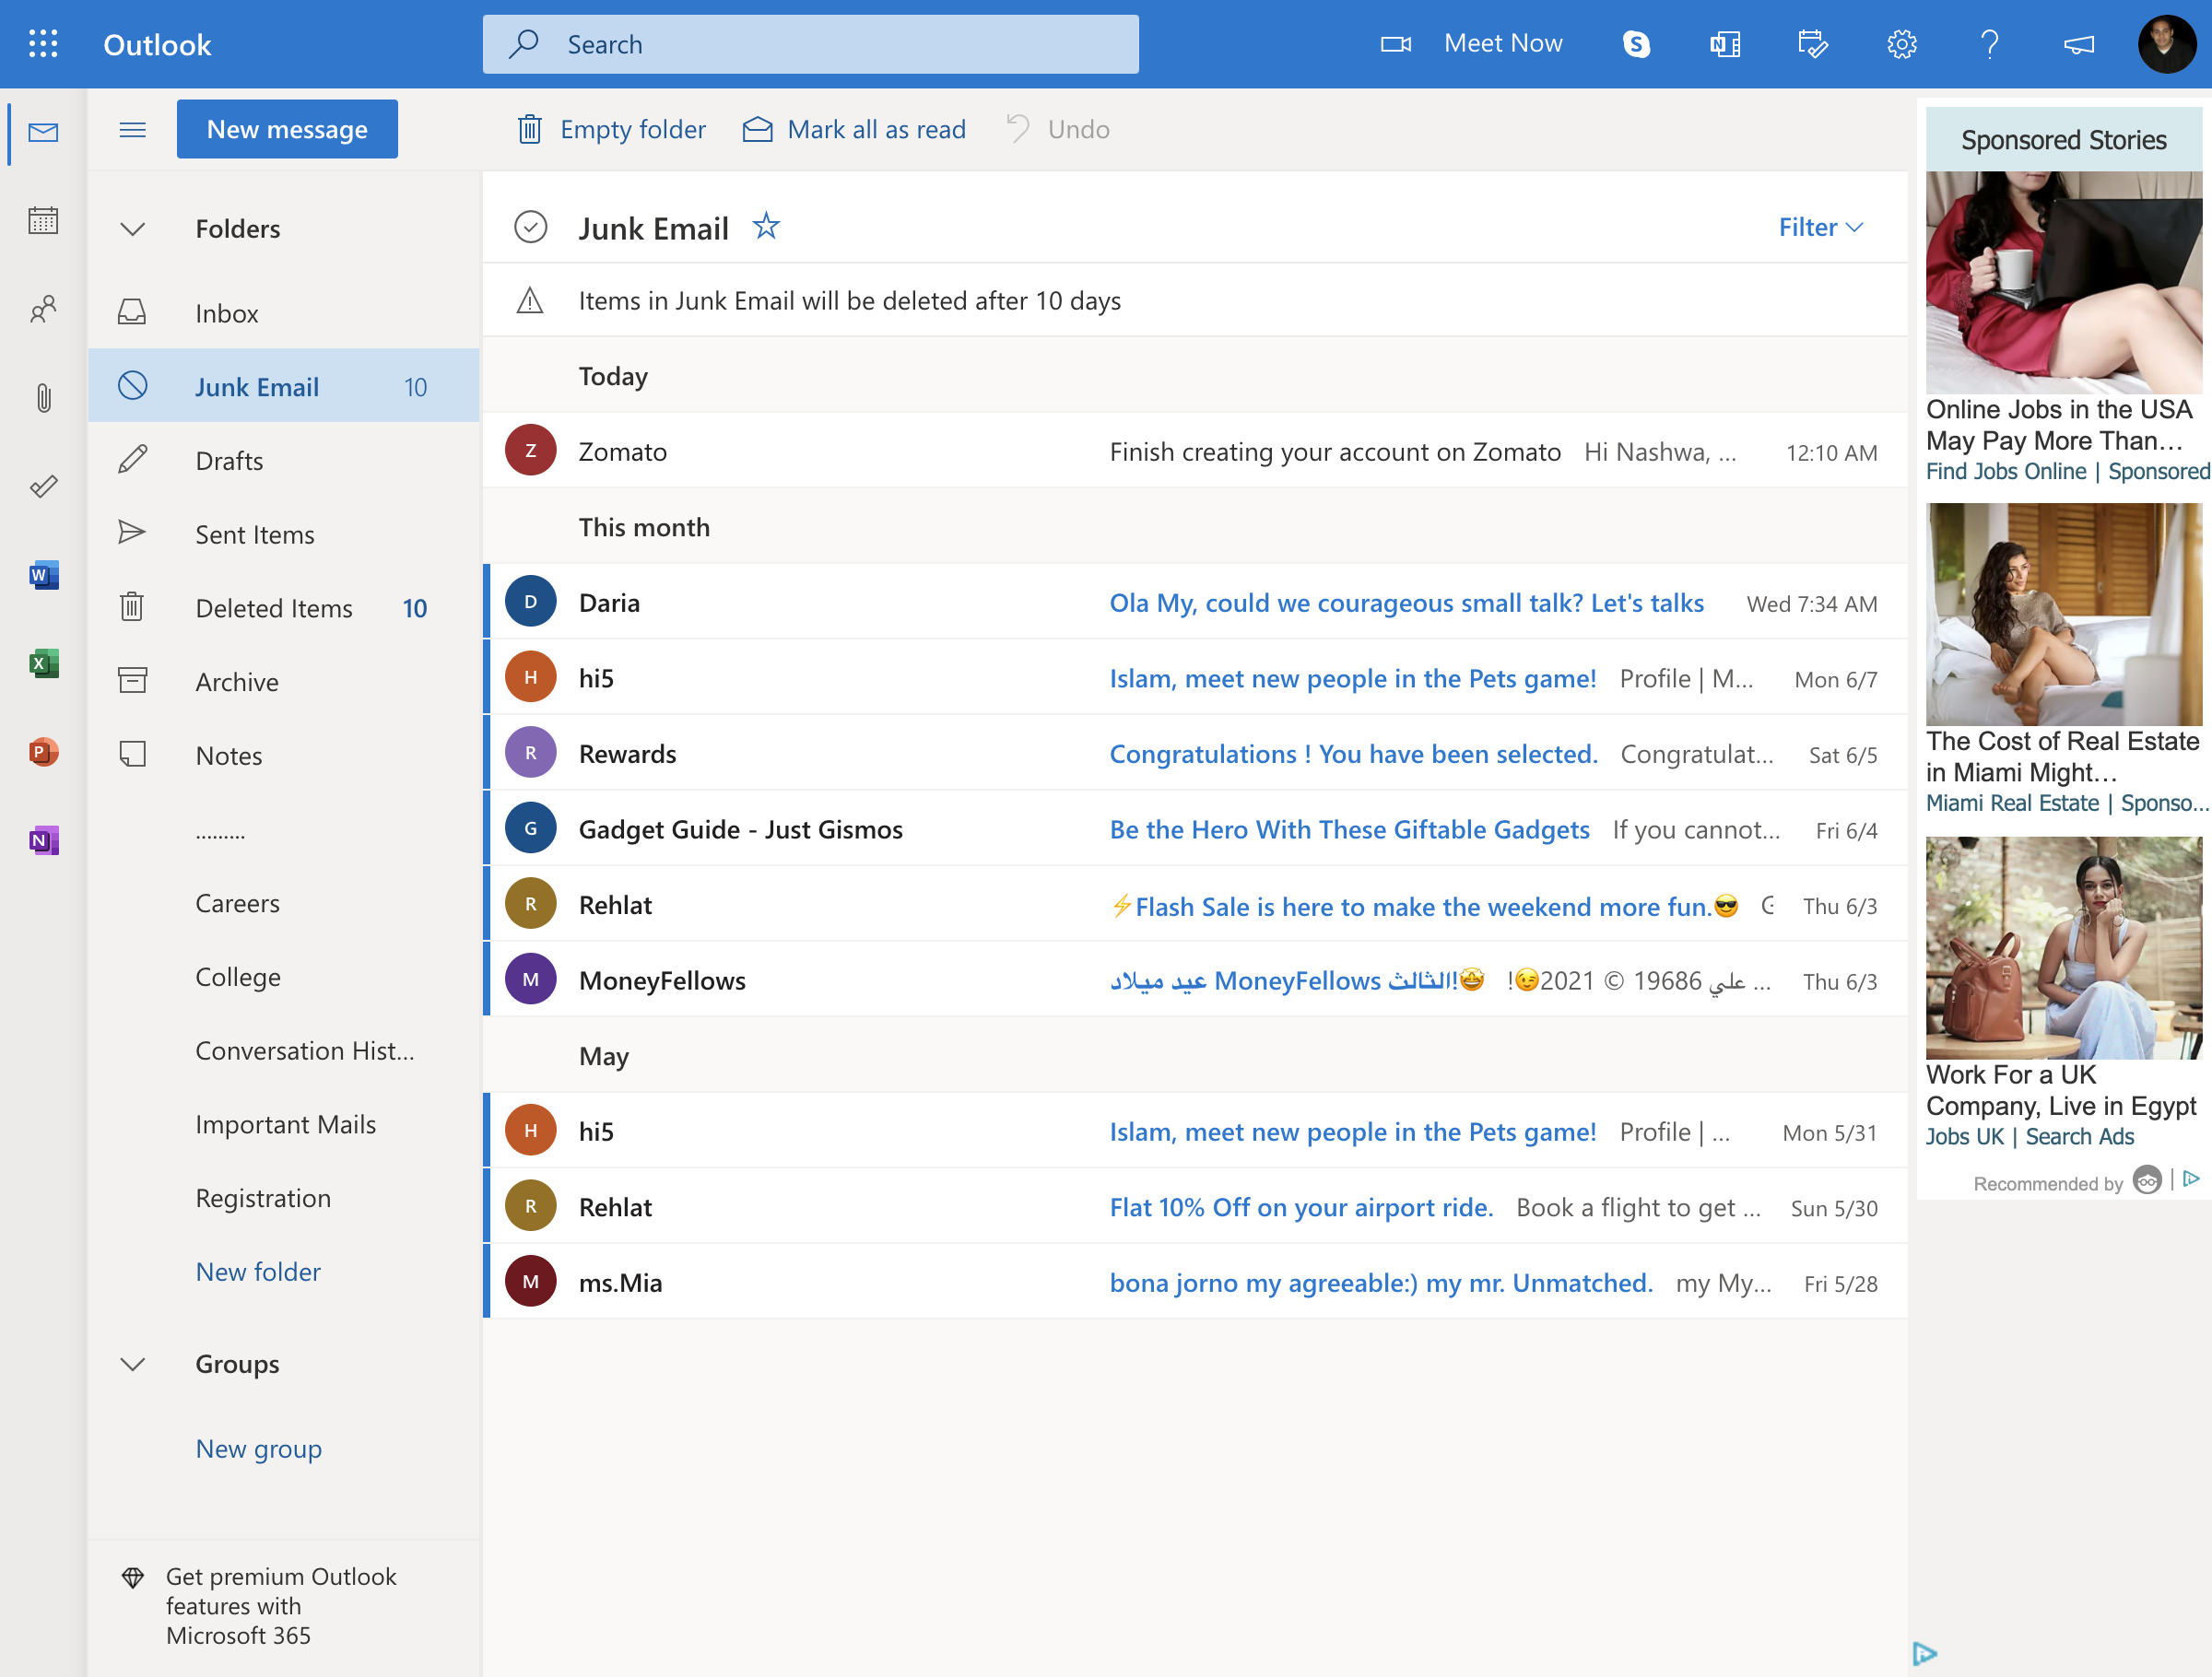 Outlook
Search
Meet Now
New message
Empty folder
Mark all as read
Undo
Folders
Inbox
Junk Email 10
Drafts
Sent Items
Deleted Items 10
Archive
Notes
.........
Careers
College
Conversation Hist...
Important Mails
Registration
New folder
Groups
New group
Get premium Outlook
features with
Microsoft 365
Junk Email
Filter
Items in Junk Email will be deleted after 10 days
Today
Z Zomato Finish creating your account on Zomato Hi Nashwa, ... 12:10 AM
This month
D Daria Ola My, could we courageous small talk? Let's talks Wed 7:34 AM
H hi5 Islam, meet new people in the Pets game! Profile | M... Mon 6/7
R Rewards Congratulations ! You have been selected. Congratulat... Sat 6/5
G Gadget Guide - Just Gismos Be the Hero With These Giftable Gadgets If you cannot... Fri 6/4
R Rehlat ⚡Flash Sale is here to make the weekend more fun.😎 Thu 6/3
M MoneyFellows عيد ميلاد MoneyFellows الثالث!🤩 !😉2021 © 19686 علي ... Thu 6/3
May
H hi5 Islam, meet new people in the Pets game! Profile | ... Mon 5/31
R Rehlat Flat 10% Off on your airport ride. Book a flight to get ... Sun 5/30
M ms.Mia bona jorno my agreeable:) my mr. Unmatched. my My... Fri 5/28
Sponsored Stories
Online Jobs in the USA
May Pay More Than...
Find Jobs Online | Sponsored
The Cost of Real Estate
in Miami Might...
Miami Real Estate | Sponso...
Work For a UK
Company, Live in Egypt
Jobs UK | Search Ads
Recommended by